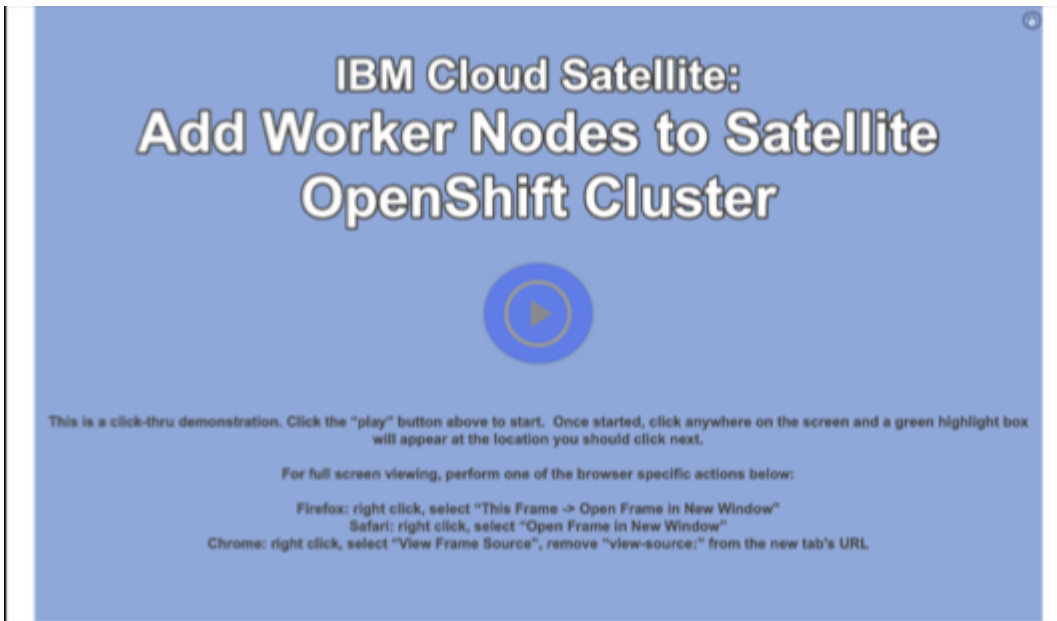 IBM Cloud Satellite:
Add Worker Nodes to Satellite
OpenShift Cluster
This is a click-thru demonstration. Click the "play" button above to start. Once started, click anywhere on the screen and a green highlight box
will appear at the location you should click next.
For full screen viewing, perform one of the browser specific actions below:
Firefox: right click, select "This Frame -> Open Frame in New Window"
Safari: right click, select "Open Frame in New Window"
Chrome: right click, select "View Frame Source", remove "view-source:" from the new tab's URL